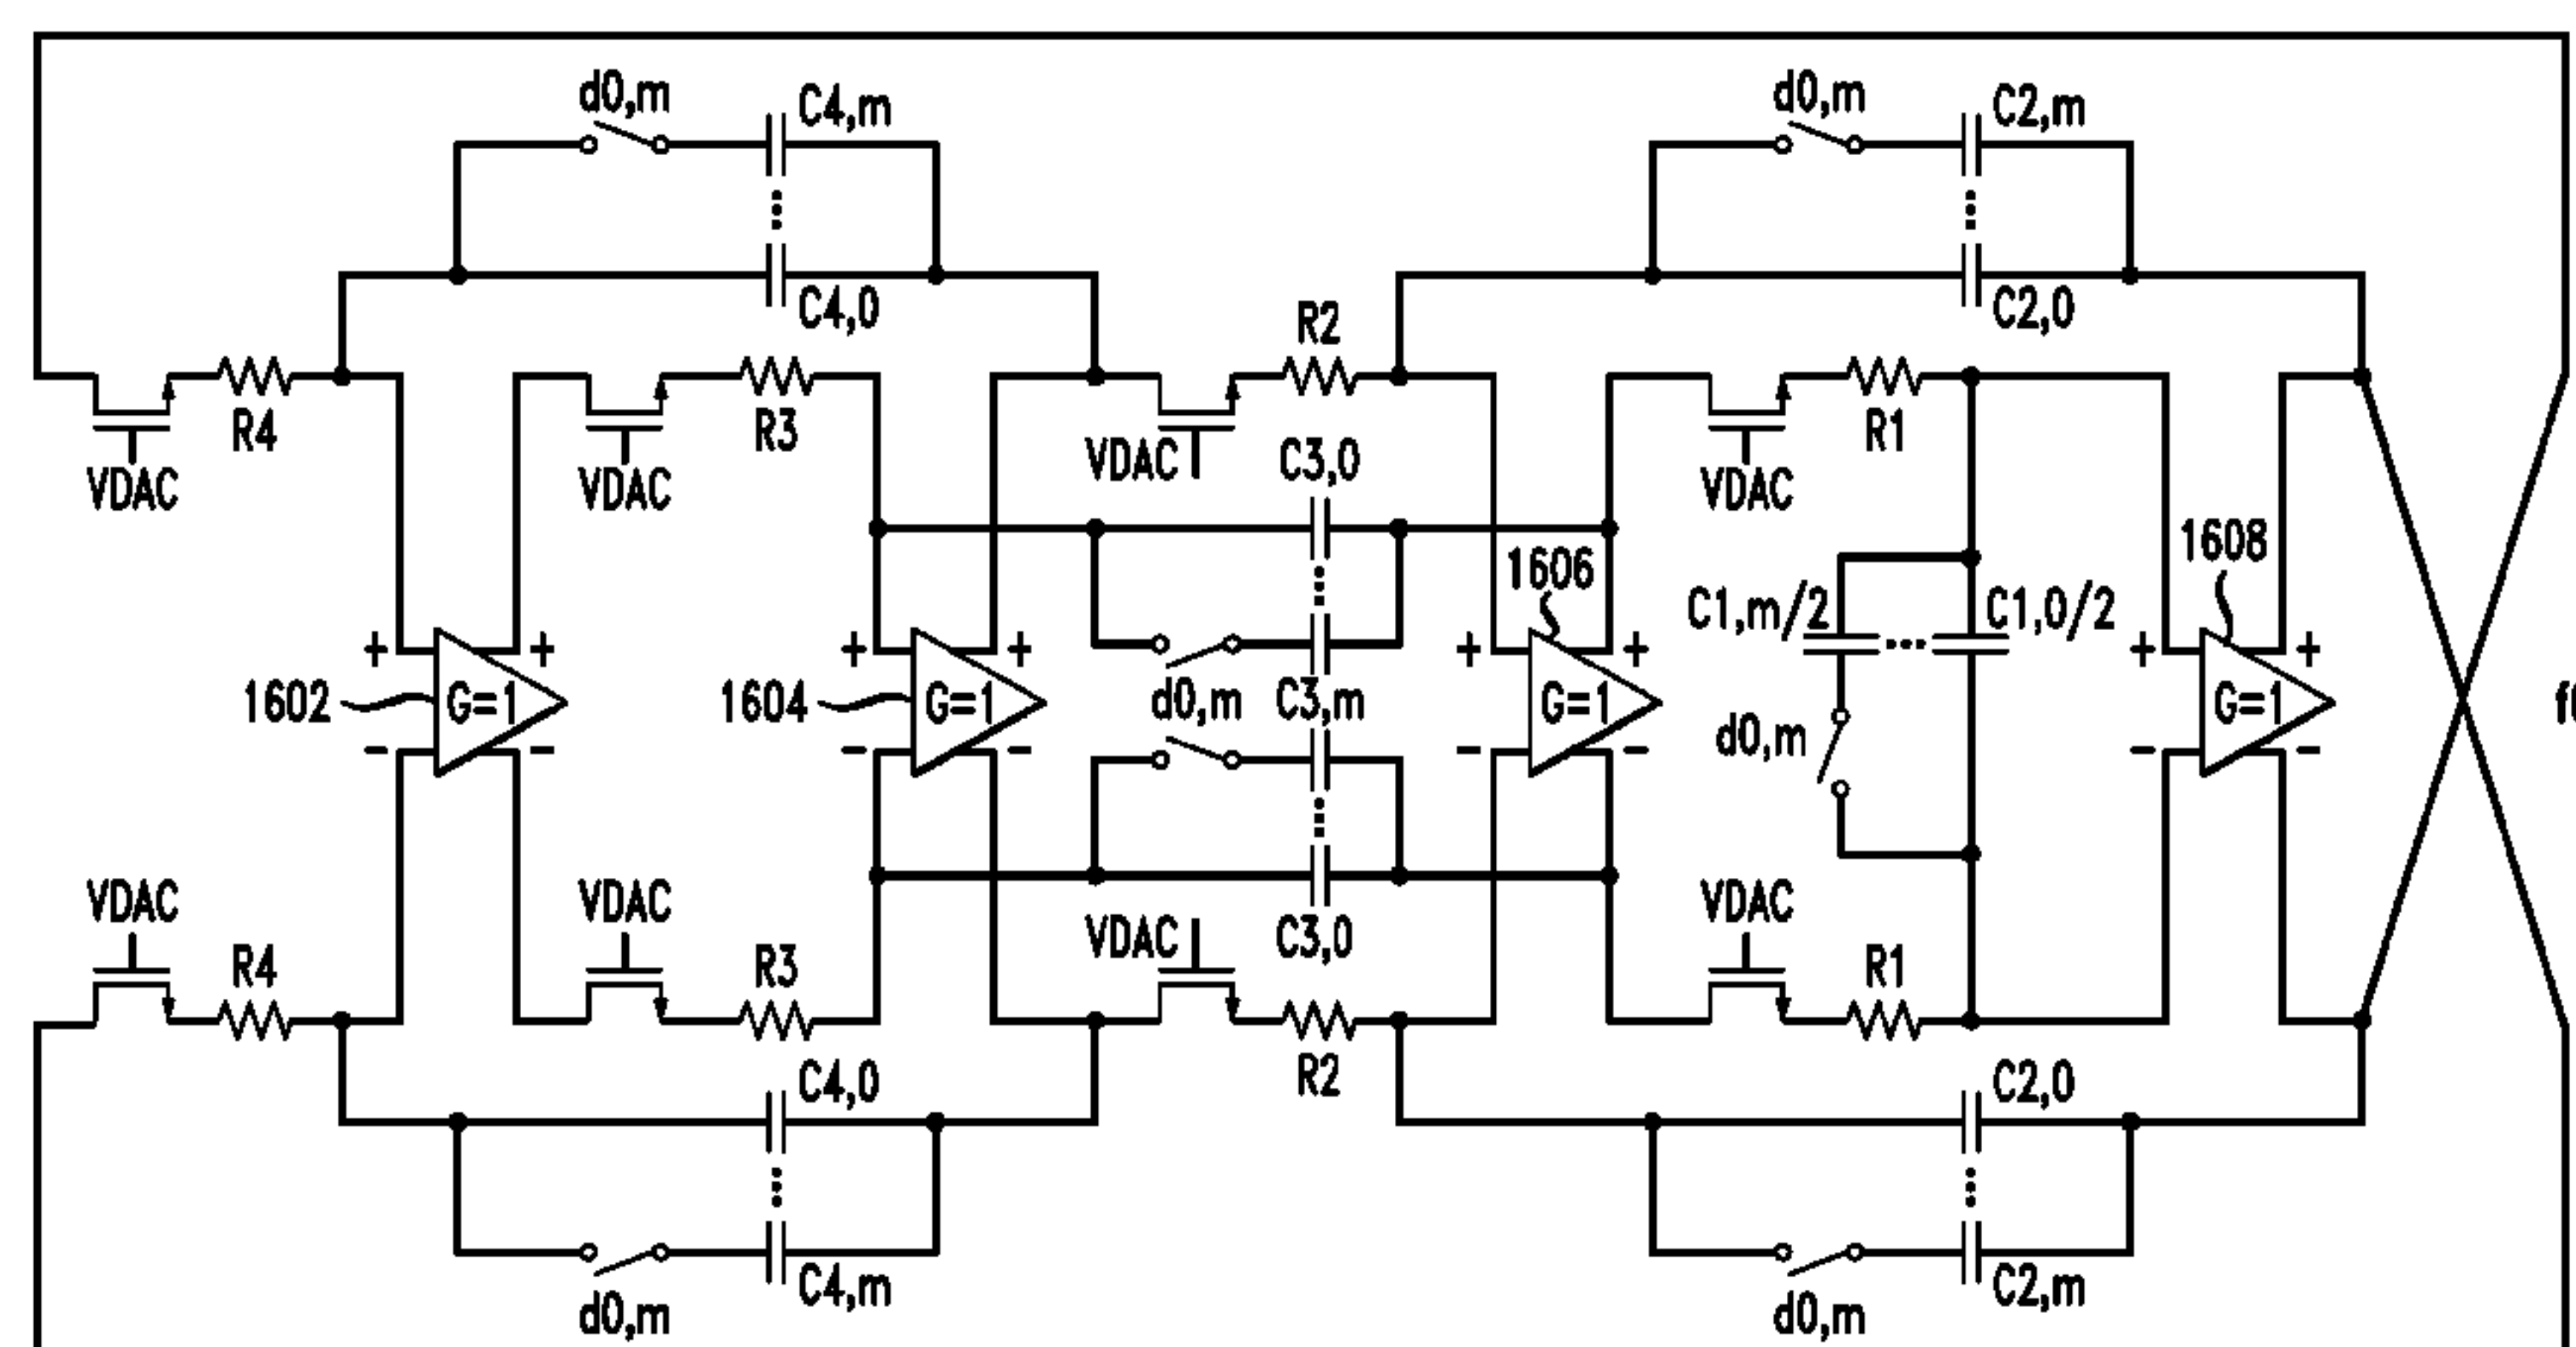 d0,m
C4,m
d0,m
C2,m
C4,0
C2,0
R2
R4
R3
R1
VDAC
VDAC
VDAC
C3,0
VDAC
1606
1608
C1,m/2
C1,0/2
+
+
+
+
+
+
+
+
1602
G=1
1604
G=1
d0,m
C3,m
G=1
d0,m
G=1
-
-
-
-
-
-
-
-
VDAC
VDAC
VDAC
C3,0
VDAC
R4
R3
R1
R2
C4,0
C2,0
C4,m
C2,m
d0,m
d0,m